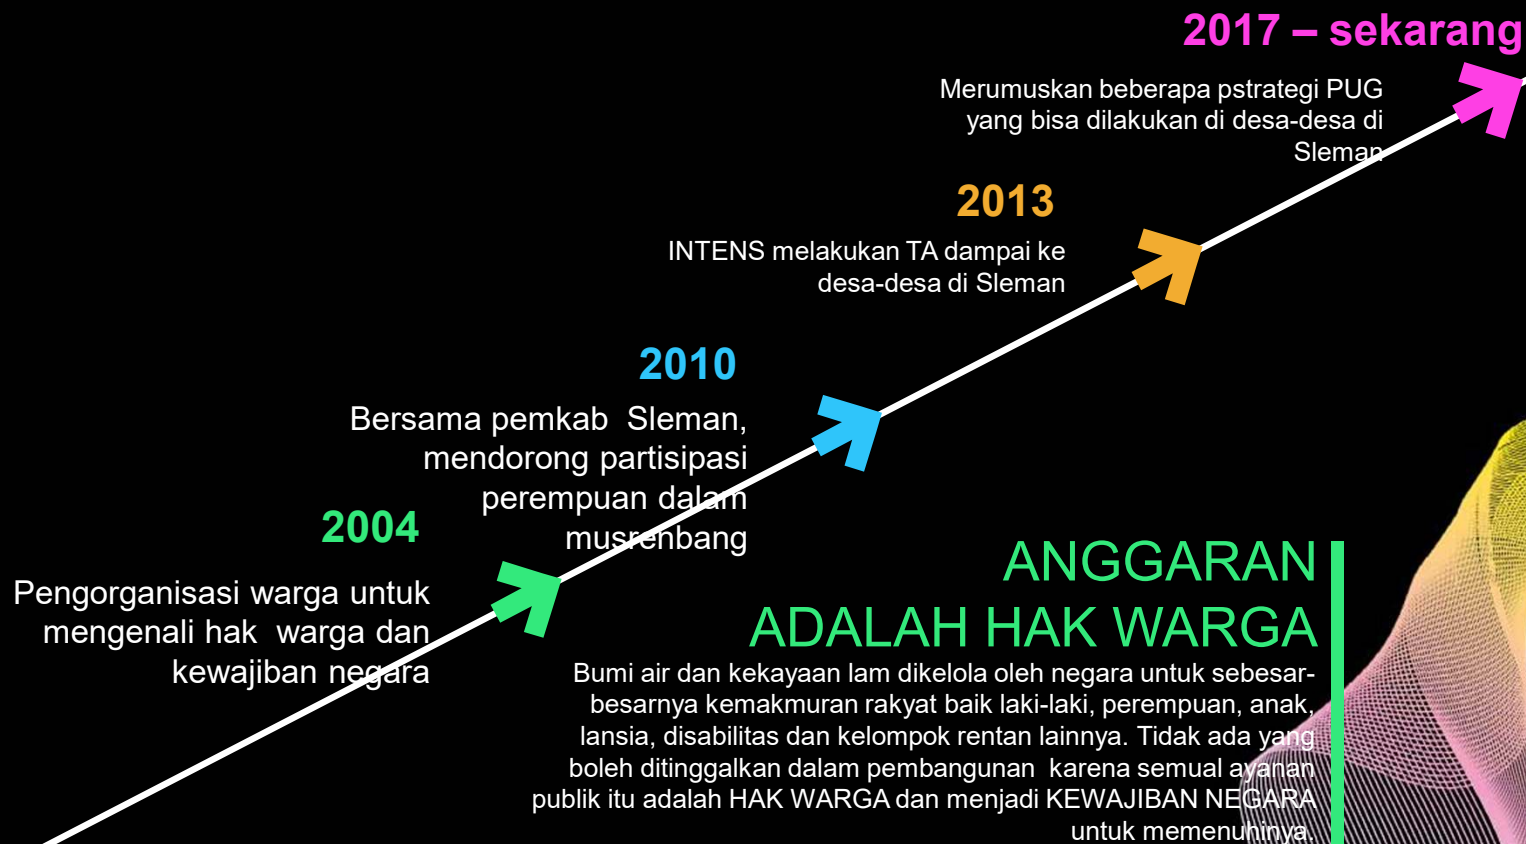 2017 – sekarang
Merumuskan beberapa pstrategi PUG
yang bisa dilakukan di desa-desa di
Sleman
2013
INTENS melakukan TA dampai ke
desa-desa di Sleman
2010
Bersama pemkab  Sleman,
mendorong partisipasi
perempuan dalam
musrenbang
2004
Pengorganisasi warga untuk
mengenali hak  warga dan
kewajiban negara
ANGGARAN
ADALAH HAK WARGA
Bumi air dan kekayaan lam dikelola oleh negara untuk sebesar-
besarnya kemakmuran rakyat baik laki-laki, perempuan, anak,
lansia, disabilitas dan kelompok rentan lainnya. Tidak ada yang
boleh ditinggalkan dalam pembangunan  karena semual ayanan
publik itu adalah HAK WARGA dan menjadi KEWAJIBAN NEGARA
untuk memenuhinya.